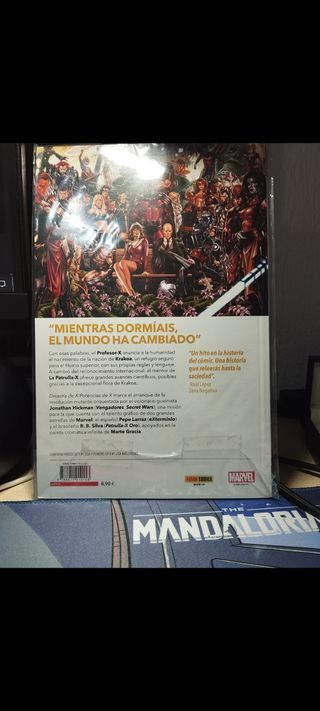 "MIENTRAS DORMÍAIS,
EL MUNDO HA CAMBIADO"
Con esas palabras, el Profesor-X anuncia a la humanidad
el nacimiento de la nación de Krakoa, un refugio seguro
para el Homo superior, con sus propias reglas y lenguaje.
A cambio del reconocimiento internacional, el mentor de
La Patrulla-X ofrece grandes avances científicos, posibles
gracias a la excepcional flora de Krakoa.
Dinastía de X/Potencias de X marca el arranque de la
revolución mutante orquestada por el visionario guionista
Jonathan Hickman (Vengadores, Secret Wars), una misión
para la que cuenta con el talento gráfico de dos grandes
estrellas de Marvel: el español Pepe Larraz (eXterminio) y
el brasileño R. B. Silva (Patrulla-X Oro), apoyados en la
paleta cromática infinita de Marte Gracia
"Un hito en la historia
del cómic. Una historia
que releerás hasta la
saciedad".
Raúl López
Zona Negativa
8,90 €
PANINI COMICS
MARVEL
THE
MANDALORIA